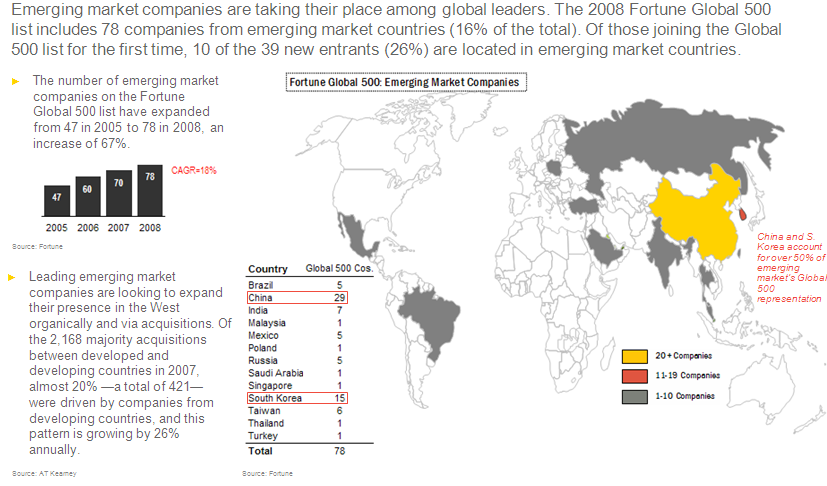 Emerging market companies are taking their place among global leaders. The 2008 Fortune Global 500
list includes 78 companies from emerging market countries (16% of the total). Of those joining the Global
500 list for the first time, 10 of the 39 new entrants (26%) are located in emerging market countries.
► The number of emerging market
companies on the Fortune
Global 500 list have expanded
from 47 in 2005 to 78 in 2008, an
increase of 67%.
47 60 70 78
CAGR=18%
2005 2006 2007 2008
Source: Fortune
► Leading emerging market
companies are looking to expand
their presence in the West
organically and via acquisitions. Of
the 2,168 majority acquisitions
between developed and
developing countries in 2007,
almost 20% —a total of 421—
were driven by companies from
developing countries, and this
pattern is growing by 26%
annually.
Source: AT Kearney
Fortune Global 500: Emerging Market Companies
Country Global 500 Cos.
Brazil 5
China 29
India 7
Malaysia 1
Mexico 5
Poland 1
Russia 5
Saudi Arabia 1
Singapore 1
South Korea 15
Taiwan 6
Thailand 1
Turkey 1
Total 78
Source: Fortune
China and S.
Korea account
for over 50% of
emerging
market's Global
500
representation
20+ Companies
11-19 Companies
1-10 Companies